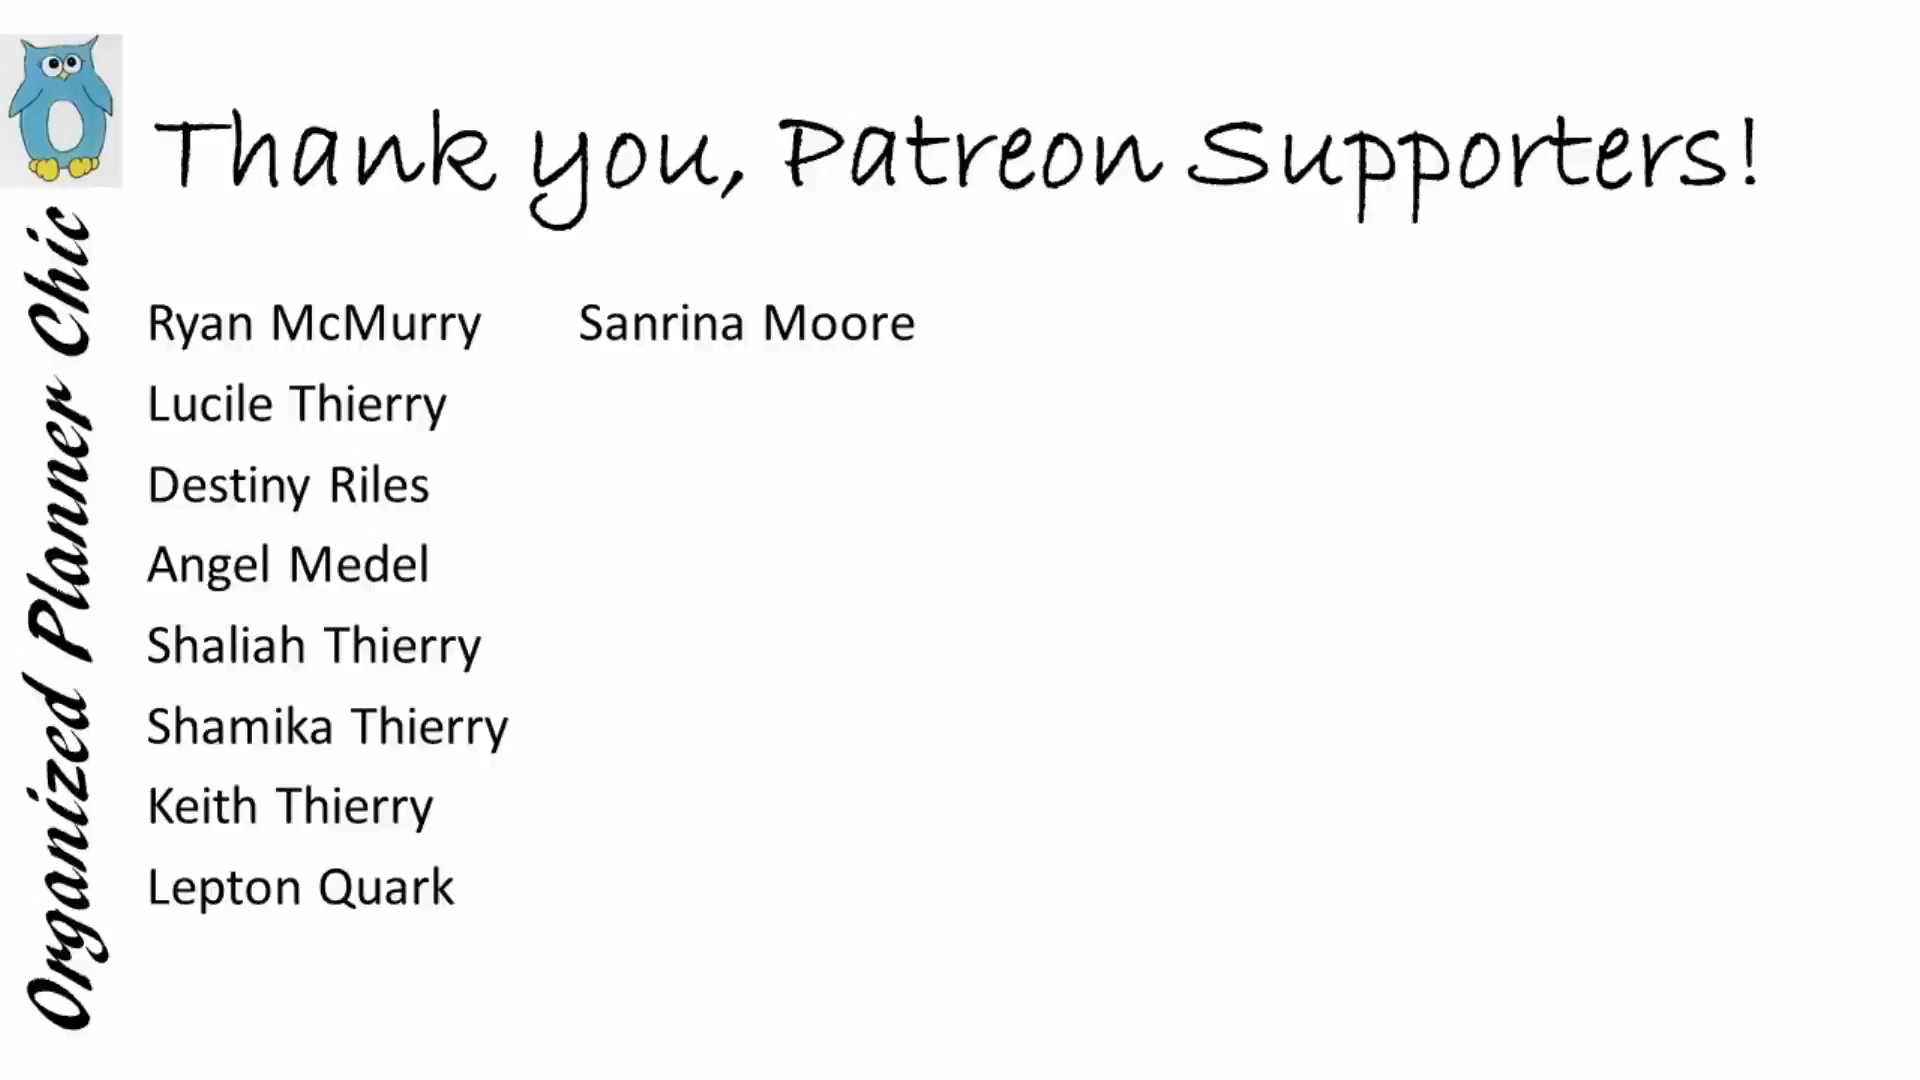 Thank you, Patreon Supporters!
Ryan McMurry
Lucile Thierry
Destiny Riles
Angel Medel
Shaliah Thierry
Shamika Thierry
Keith Thierry
Lepton Quark
Sanrina Moore
Organized Planner Chic